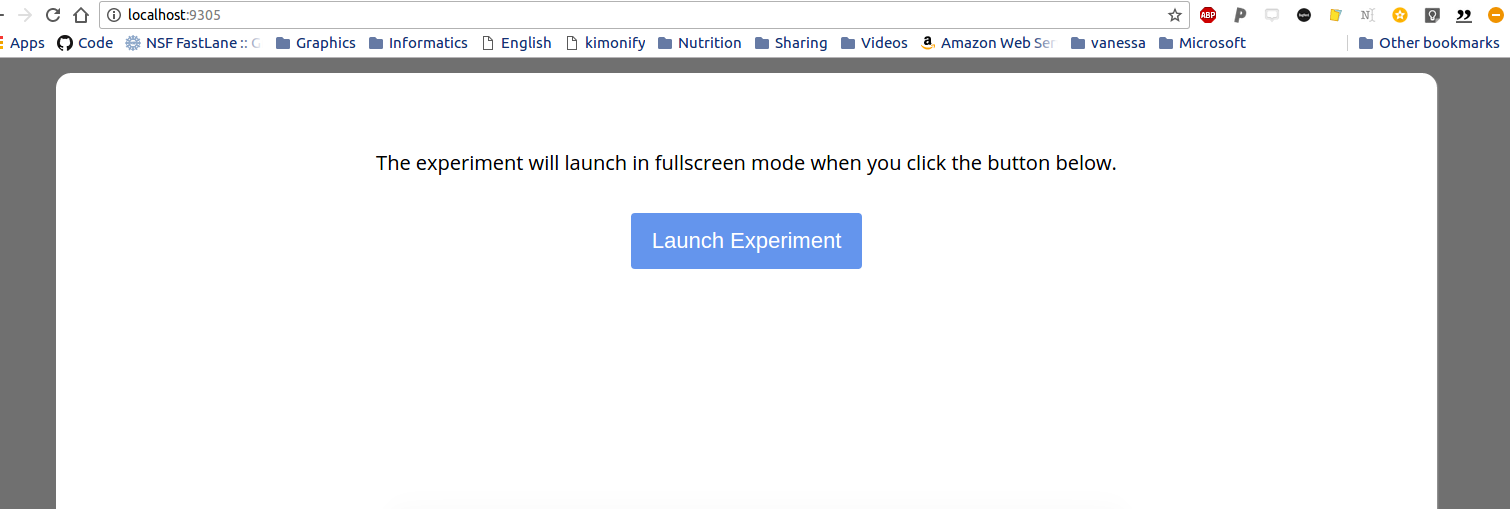 localhost:9305
ABP
Apps Code NSF FastLane :: G Graphics Informatics English kimonify Nutrition Sharing Videos Amazon Web Ser vanessa Microsoft Other bookmarks
The experiment will launch in fullscreen mode when you click the button below.
Launch Experiment